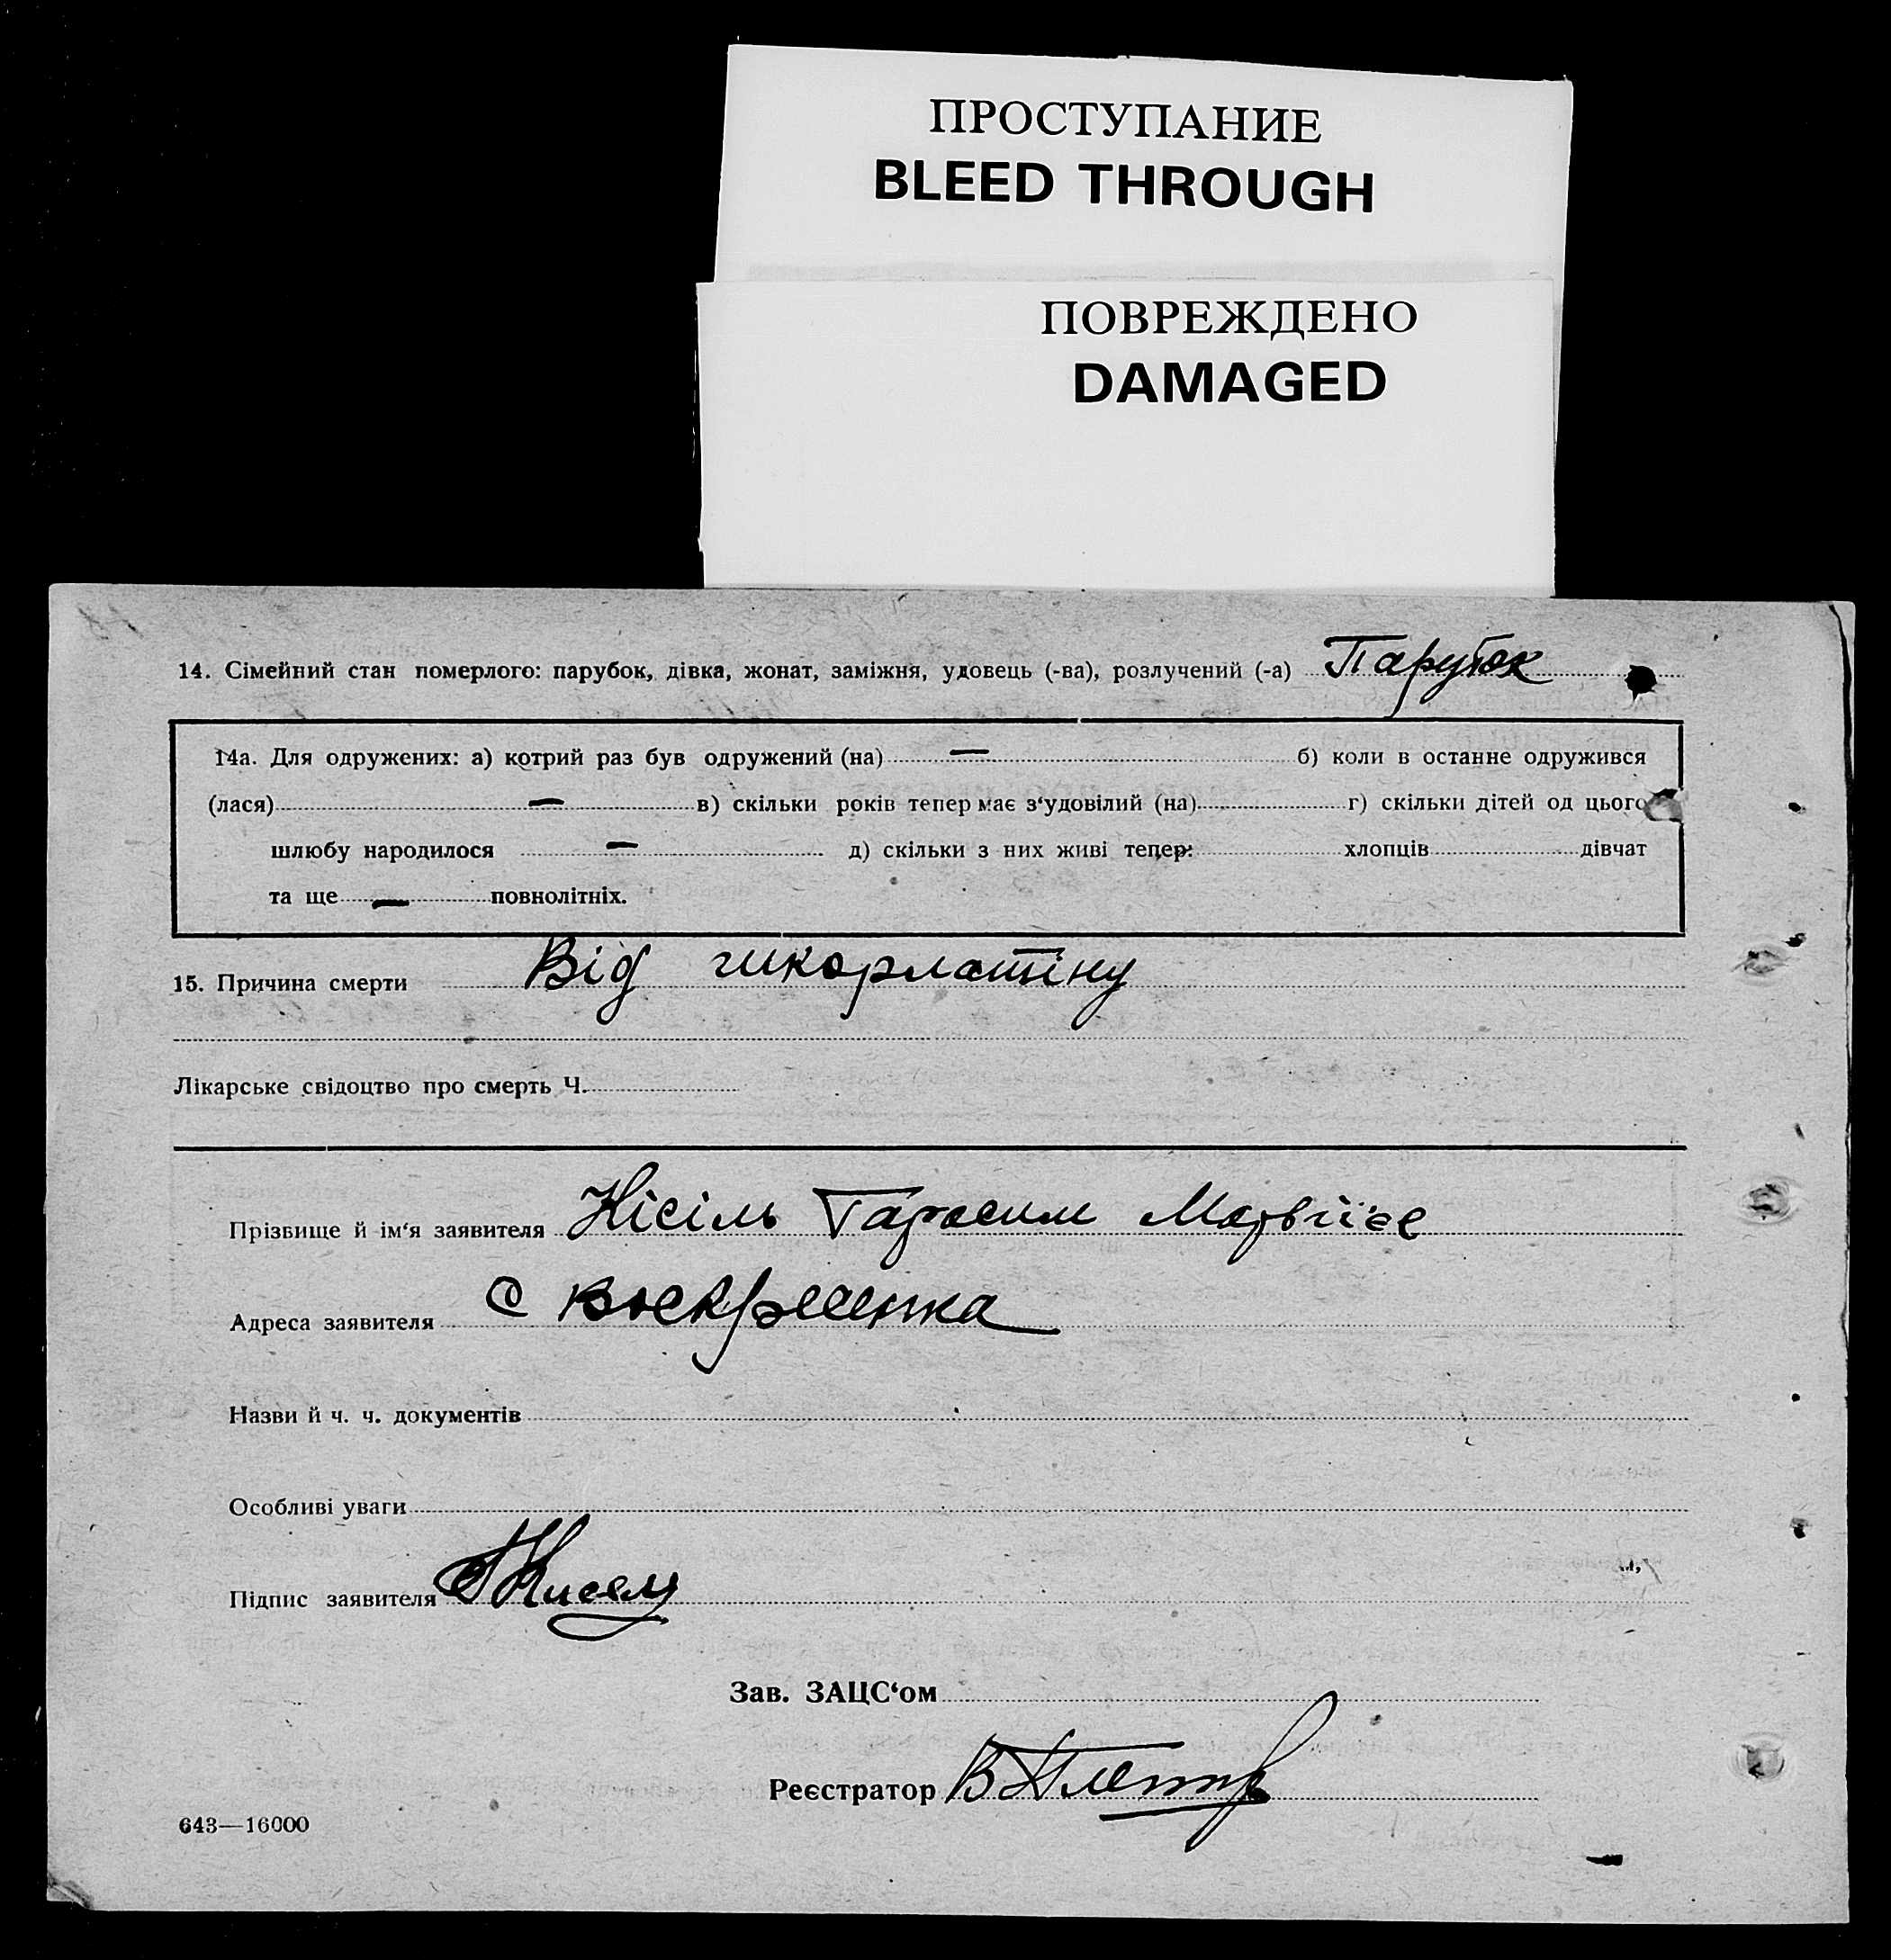 ПРОСТУПАНИЕ
BLEED THROUGH
ПОВРЕЖДЕНО
DAMAGED
14. Сімейний стан померлого: парубок, дівка, жонат, заміжня, удовець (-ва), розлучений (-а) Парубок
14а. Для одружених: а) котрий раз був одружений (на) — б) коли в останне одружився
(лася) — в) скільки років тепер має з‘удовілий (на) г) скільки дітей од цього
шлюбу народилося — д) скільки з них живі тепер: хлопців дівчат
та ще — повнолітніх.
15. Причина смерти Від шкорлатіну
Лікарське свідоцтво про смерть Ч.
Прізвище й ім‘я заявителя Кісіль Гарасим
Адреса заявителя С
Назви й ч. ч. документів
Особливі уваги
Підпис заявителя
Зав. ЗАЦС‘ом
Реєстратор
643—16000